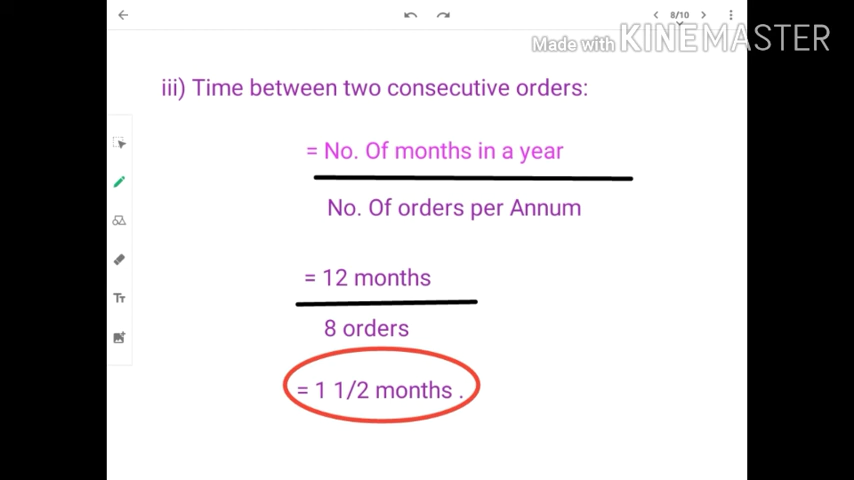 8/10
Made with KINEMASTER
iii) Time between two consecutive orders:
= No. Of months in a year
No. Of orders per Annum
= 12 months
8 orders
= 1 1/2 months .
TT